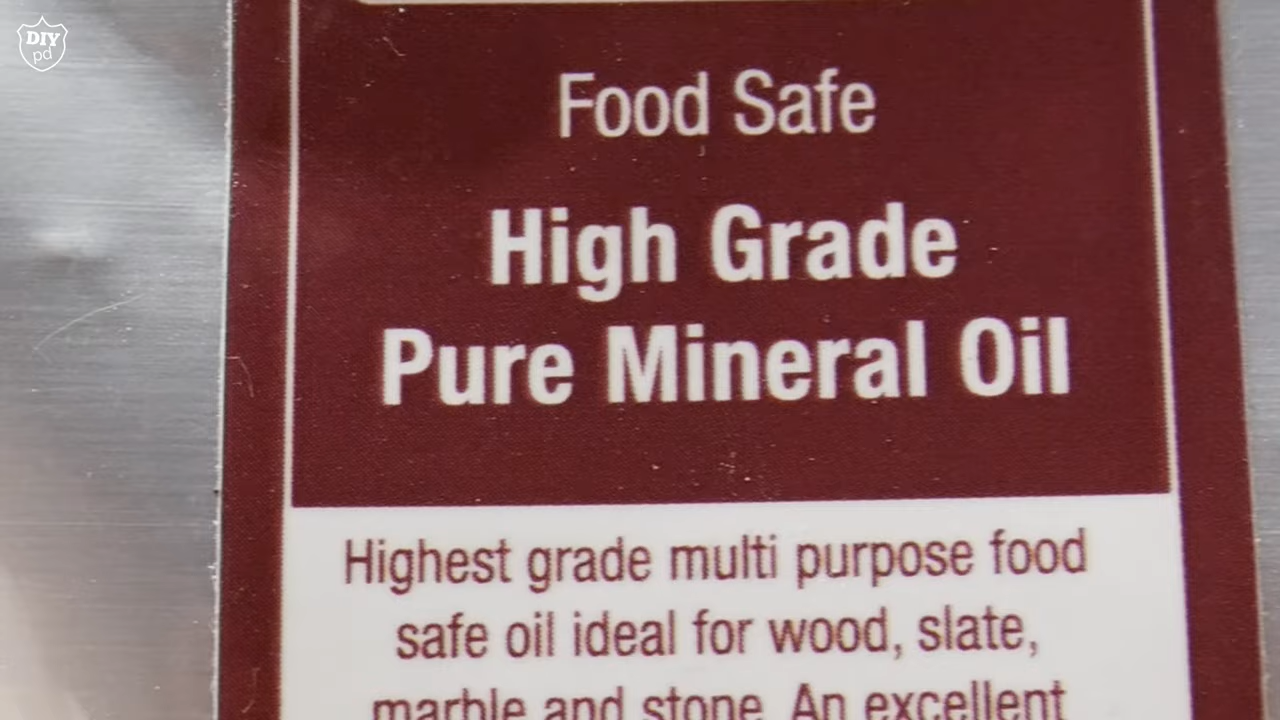 DIY
pd
Food Safe
High Grade
Pure Mineral Oil
Highest grade multi purpose food
safe oil ideal for wood, slate,
marble and stone. An excellent